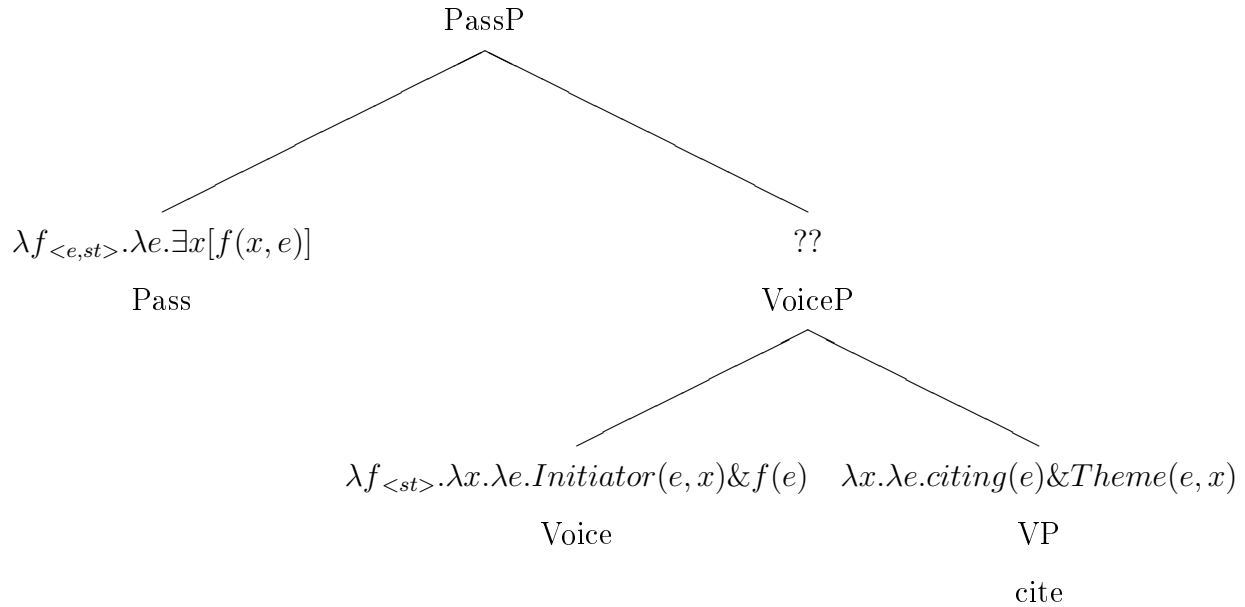 PassP
λf<e,st>.λe.∃x[f(x, e)]
??
Pass
VoiceP
λf<st>.λx.λe.Initiator(e, x)&f(e)
λx.λe.citing(e)&Theme(e, x)
Voice
VP
cite